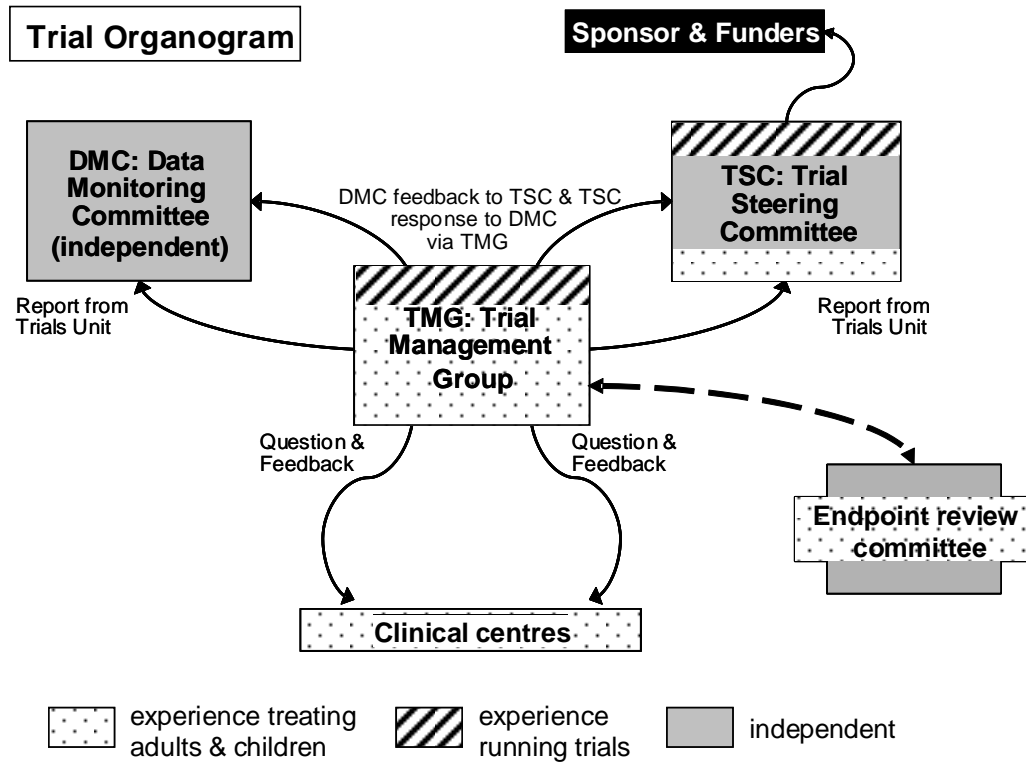 Trial Organogram
Sponsor & Funders
DMC: Data
Monitoring
Committee
(independent)
DMC feedback to TSC & TSC
response to DMC
via TMG
TSC: Trial
Steering
Committee
Report from
Trials Unit
TMG: Trial
Management
Group
Report from
Trials Unit
Question &
Feedback
Question &
Feedback
Endpoint review
committee
Clinical centres
experience treating
adults & children
experience
running trials
independent